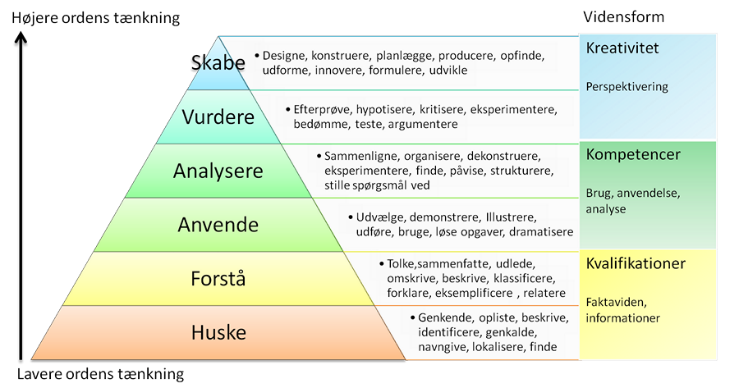 Højere ordens tænkning
Vidensform
Skabe
• Designe, konstruere, planlægge, producere, opfinde,
udforme, innovere, formulere, udvikle
Kreativitet
Perspektivering
Vurdere
• Efterprøve, hypotisere, kritisere, eksperimentere,
bedømme, teste, argumentere
Analysere
• Sammenligne, organisere, dekonstruere,
eksperimentere, finde, påvise, strukturere,
stille spørgsmål ved
Kompetencer
Brug, anvendelse,
analyse
Anvende
• Udvælge, demonstrere, Illustrere,
udføre, bruge, løse opgaver, dramatisere
Forstå
• Tolke,sammenfatte, udlede,
omskrive, beskrive, klassificere,
forklare, eksemplificere , relatere
Kvalifikationer
Faktaviden,
informationer
Huske
• Genkende, opliste, beskrive,
identificere, genkalde,
navngive, lokalisere, finde
Lavere ordens tænkning